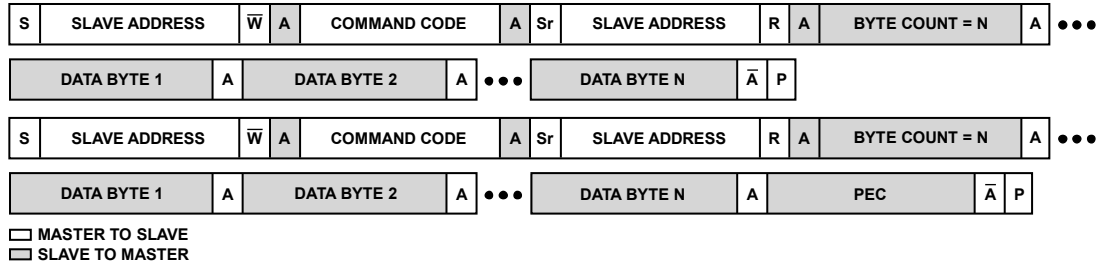 S SLAVE ADDRESS W̅ A COMMAND CODE A Sr SLAVE ADDRESS R A BYTE COUNT = N A •••
DATA BYTE 1 A DATA BYTE 2 A ••• DATA BYTE N A̅ P
S SLAVE ADDRESS W̅ A COMMAND CODE A Sr SLAVE ADDRESS R A BYTE COUNT = N A •••
DATA BYTE 1 A DATA BYTE 2 A ••• DATA BYTE N A PEC A̅ P
MASTER TO SLAVE
SLAVE TO MASTER